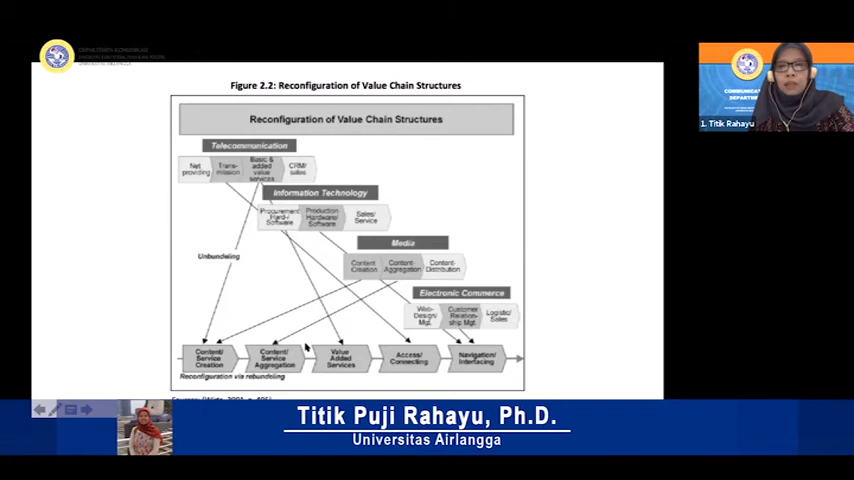 DEPARTEMEN KOMUNIKASI
Figure 2.2: Reconfiguration of Value Chain Structures
Reconfiguration of Value Chain Structures
Telecommunication
Net providing
Trans-mission
Basic & added value services
CRM/ sales
Information Technology
Procurement Hard-/ Software
Production Hardware/ Software
Sales/ Service
Media
Unbundeling
Content Creation
Content-Aggregation
Content-Distribution
Electronic Commerce
Web-Design/ Mgt.
Customer Relation-ship Mgt.
Logistic/ Sales
Content/ Service Creation
Content/ Service Aggregation
Value Added Services
Access/ Connecting
Navigation/ Interfacing
Reconfiguration via rebundeling
1. Titik Rahayu
Titik Puji Rahayu, Ph.D.
Universitas Airlangga